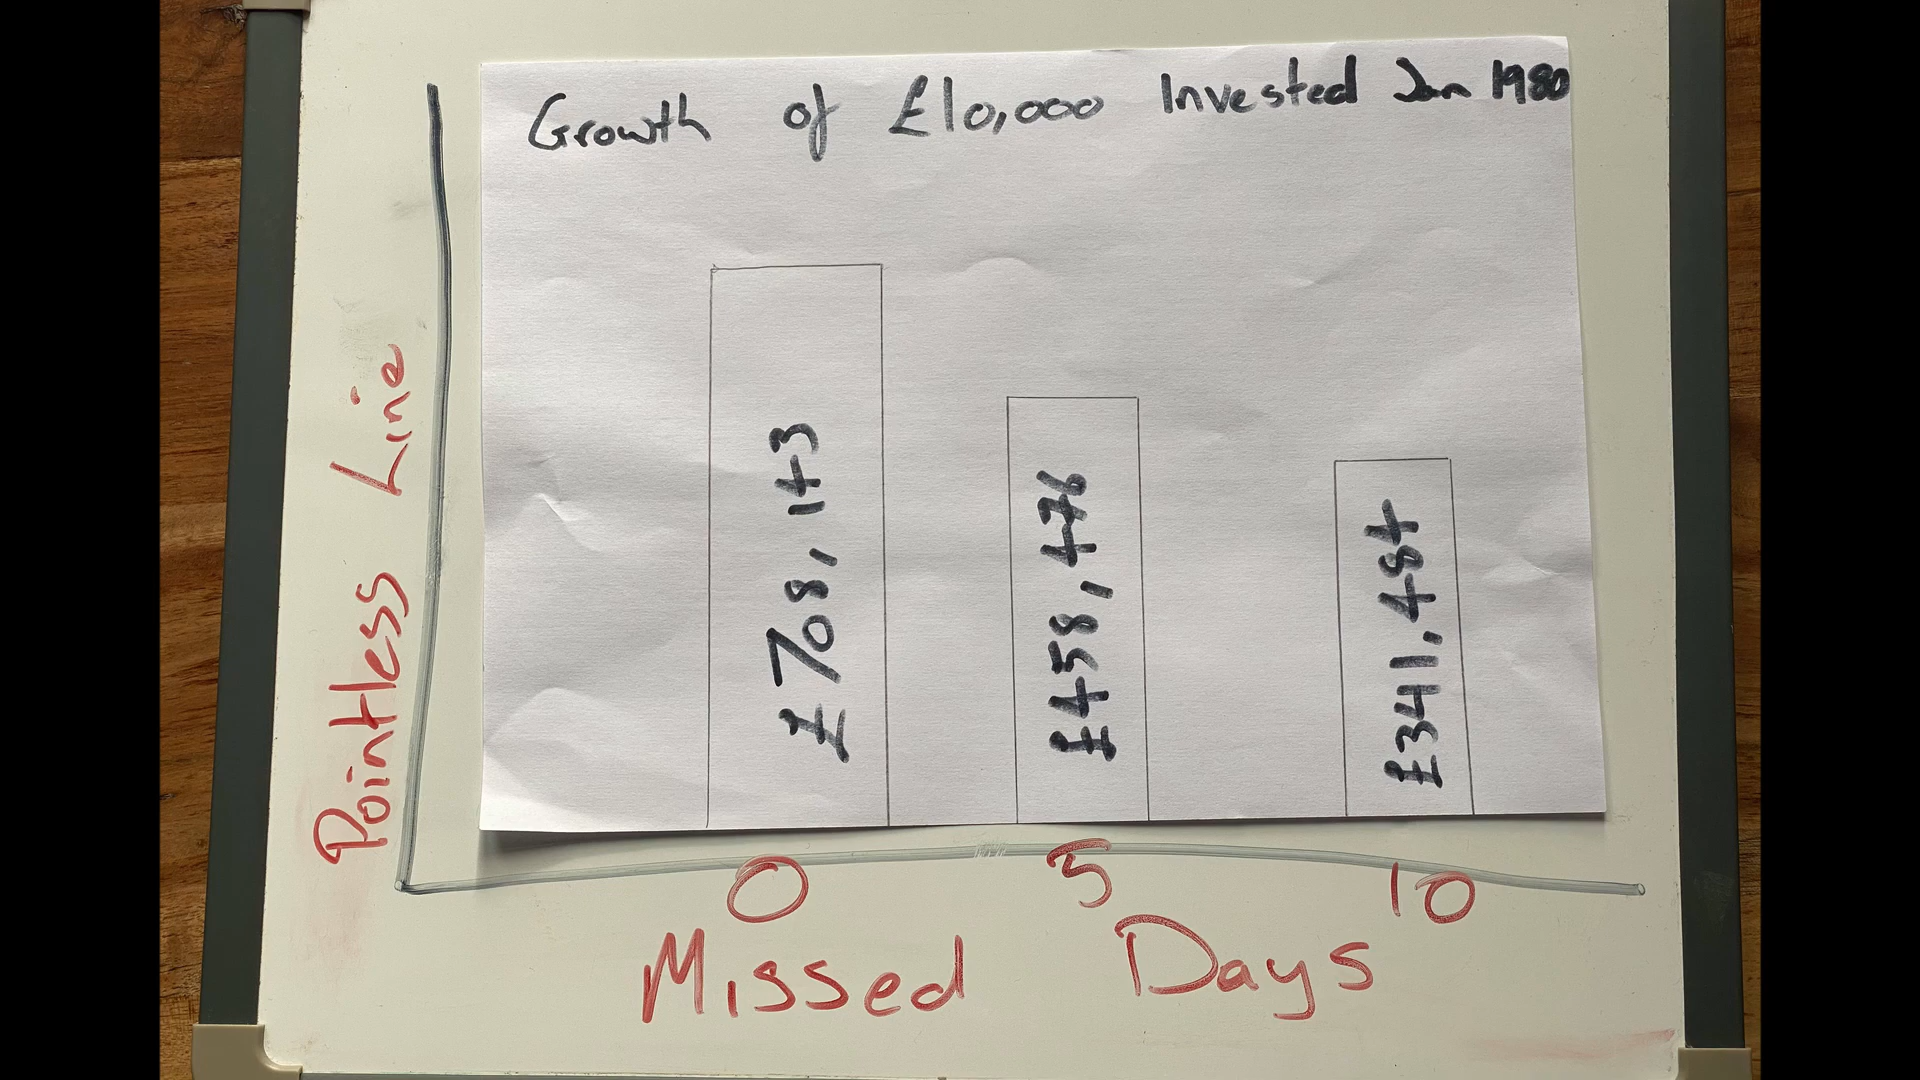 Growth of £10,000 Invested Jan 1980
Pointless Line
£708,143
£458,476
£341,484
0 5 10
Missed Days